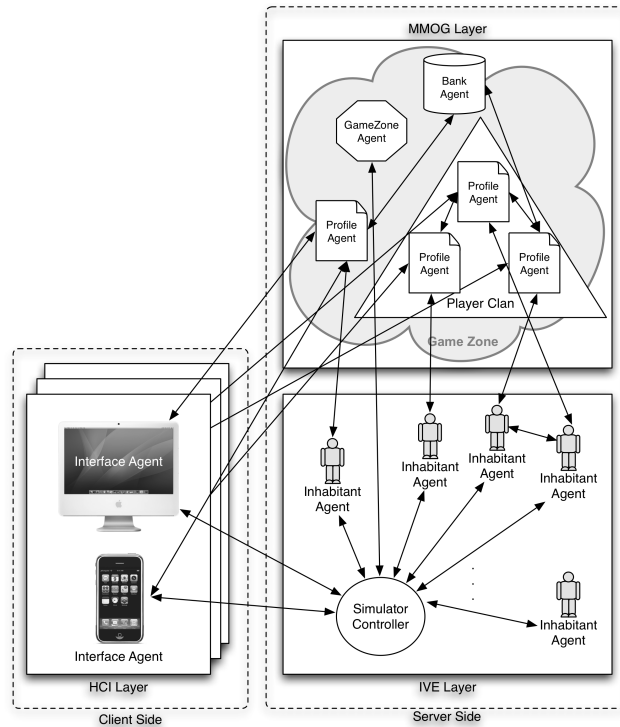 MMOG Layer
Bank
Agent
GameZone
Agent
Profile
Agent
Profile
Agent
Profile
Agent
Profile
Agent
Player Clan
Game Zone
Interface Agent
Interface Agent
HCI Layer
Client Side
Inhabitant
Agent
Inhabitant
Agent
Inhabitant
Agent
Inhabitant
Agent
Simulator
Controller
Inhabitant
Agent
IVE Layer
Server Side